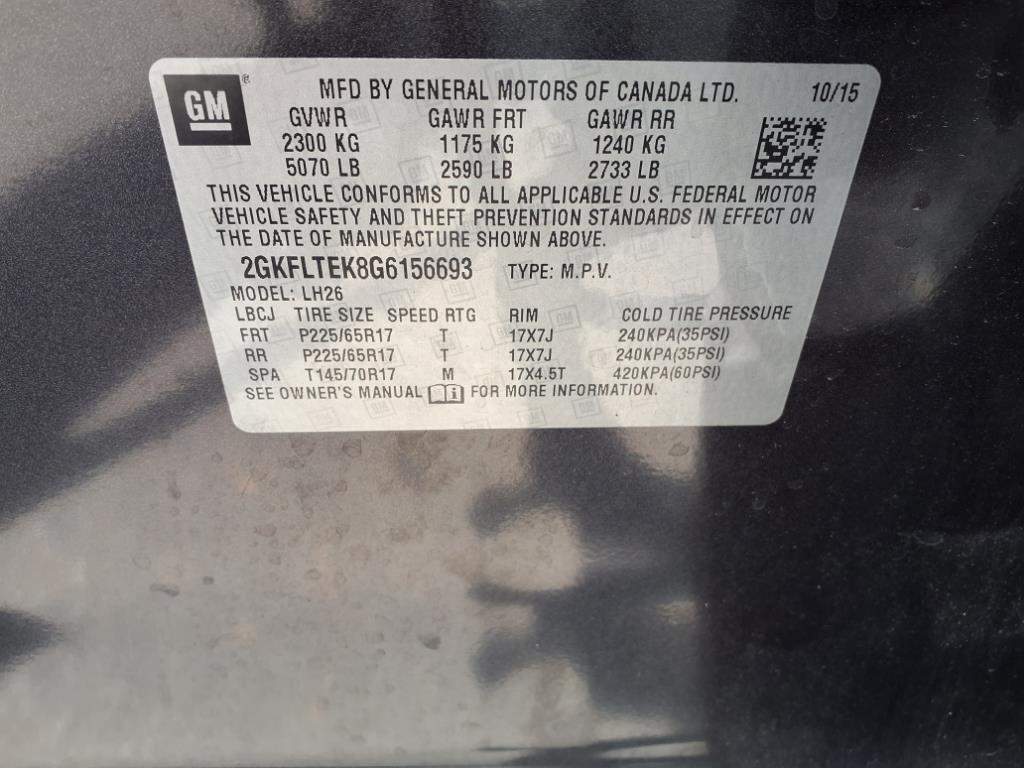 GM
MFD BY GENERAL MOTORS OF CANADA LTD. 10/15
GVWR GAWR FRT GAWR RR
2300 KG 1175 KG 1240 KG
5070 LB 2590 LB 2733 LB
THIS VEHICLE CONFORMS TO ALL APPLICABLE U.S. FEDERAL MOTOR
VEHICLE SAFETY AND THEFT PREVENTION STANDARDS IN EFFECT ON
THE DATE OF MANUFACTURE SHOWN ABOVE.
2GKFLTEK8G6156693 TYPE: M.P.V.
MODEL: LH26
LBCJ TIRE SIZE SPEED RTG RIM COLD TIRE PRESSURE
FRT P225/65R17 T 17X7J 240KPA(35PSI)
RR P225/65R17 T 17X7J 240KPA(35PSI)
SPA T145/70R17 M 17X4.5T 420KPA(60PSI)
SEE OWNER'S MANUAL FOR MORE INFORMATION.